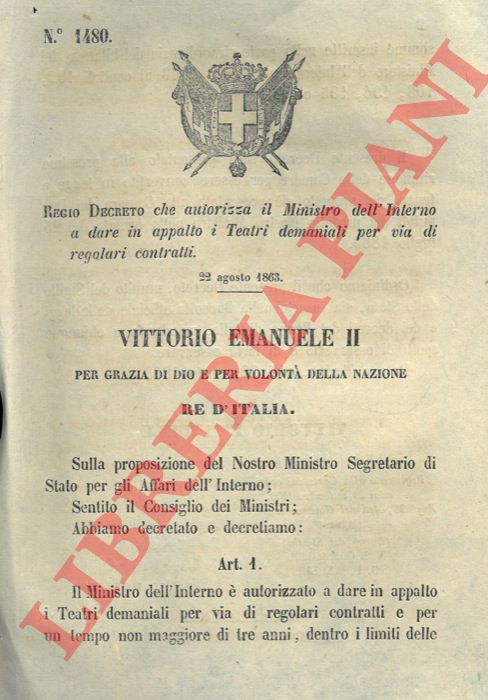 N.° 1480.
REGIO DECRETO che autorizza il Ministro dell'Interno
a dare in appalto i Teatri demaniali per via di
regolari contratti.
22 agosto 1863.
VITTORIO EMANUELE II
PER GRAZIA DI DIO E PER VOLONTÀ DELLA NAZIONE
RE D'ITALIA.
Sulla proposizione del Nostro Ministro Segretario di
Stato per gli Affari dell'Interno;
Sentito il Consiglio dei Ministri;
Abbiamo decretato e decretiamo:
Art. 1.
Il Ministro dell'Interno è autorizzato a dare in appalto
i Teatri demaniali per via di regolari contratti e per
un tempo non maggiore di tre anni, dentro i limiti delle
LIBRERIA PIANI